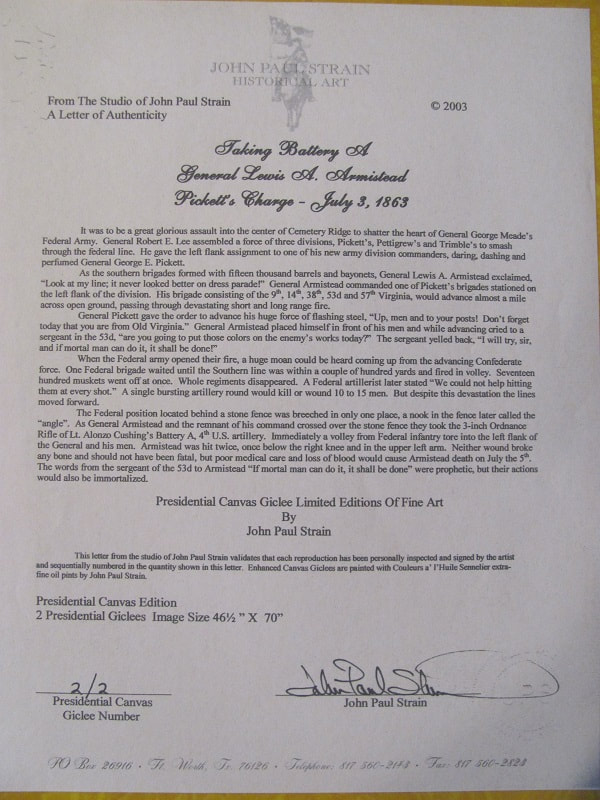 JOHN PAUL STRAIN
HISTORICAL ART
From The Studio of John Paul Strain
A Letter of Authenticity
© 2003
Taking Battery A
General Lewis A. Armistead
Pickett's Charge - July 3, 1863
It was to be a great glorious assault into the center of Cemetery Ridge to shatter the heart of General George Meade's
Federal Army. General Robert E. Lee assembled a force of three divisions, Pickett's, Pettigrew's and Trimble's to smash
through the federal line. He gave the left flank assignment to one of his new army division commanders, daring, dashing and
perfumed General George E. Pickett.
As the southern brigades formed with fifteen thousand barrels and bayonets, General Lewis A. Armistead exclaimed,
"Look at my line; it never looked better on dress parade!" General Armistead commanded one of Pickett's brigades stationed on
the left flank of the division. His brigade consisting of the 9th, 14th, 38th, 53d and 57th Virginia, would advance almost a mile
across open ground, passing through devastating short and long range fire.
General Pickett gave the order to advance his huge force of flashing steel, "Up, men and to your posts! Don't forget
today that you are from Old Virginia." General Armistead placed himself in front of his men and while advancing cried to a
sergeant in the 53d, "are you going to put those colors on the enemy's works today?" The sergeant yelled back, "I will try, sir,
and if mortal man can do it, it shall be done!"
When the Federal army opened their fire, a huge moan could be heard coming up from the advancing Confederate
force. One Federal brigade waited until the Southern line was within a couple of hundred yards and fired in volley. Seventeen
hundred muskets went off at once. Whole regiments disappeared. A Federal artillerist later stated "We could not help hitting
them at every shot." A single bursting artillery round would kill or wound 10 to 15 men. But despite this devastation the lines
moved forward.
The Federal position located behind a stone fence was breeched in only one place, a nook in the fence later called the
"angle". As General Armistead and the remnant of his command crossed over the stone fence they took the 3-inch Ordnance
Rifle of Lt. Alonzo Cushing's Battery A, 4th U.S. artillery. Immediately a volley from Federal infantry tore into the left flank of
the General and his men. Armistead was hit twice, once below the right knee and in the upper left arm. Neither wound broke
any bone and should not have been fatal, but poor medical care and loss of blood would cause Armistead death on July the 5th.
The words from the sergeant of the 53d to Armistead "If mortal man can do it, it shall be done" were prophetic, but their actions
would also be immortalized.
Presidential Canvas Giclee Limited Editions Of Fine Art
By
John Paul Strain
This letter from the studio of John Paul Strain validates that each reproduction has been personally inspected and signed by the artist
and sequentially numbered in the quantity shown in this letter. Enhanced Canvas Giclees are painted with Couleurs a' l'Huile Sennelier extra-
fine oil pints by John Paul Strain.
Presidential Canvas Edition
2 Presidential Giclees Image Size 46½ " X 70"
2/2
John Paul Strain
Presidential Canvas
Giclee Number
John Paul Strain
PO Box 26916 · Ft. Worth, Tx. 76126 · Telephone: 817 560-2143 · Fax: 817 560-2824